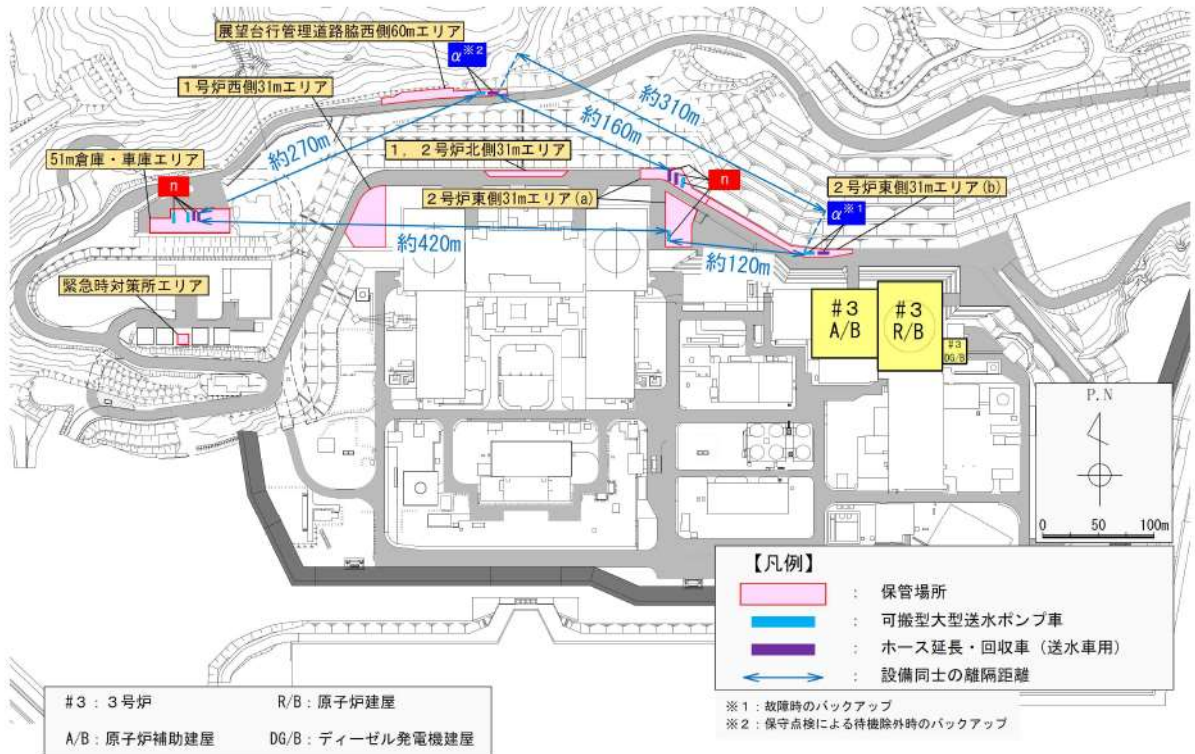 展望台行管理道路脇西側60mエリア
α※2
1号炉西側31mエリア
約310m
約160m
約270m
1，2号炉北側31mエリア
51m倉庫・車庫エリア
n
n
2号炉東側31mエリア(a)
2号炉東側31mエリア(b)
α※1
約420m
約120m
緊急時対策所エリア
#3
A/B
#3
R/B
#3
DG/B
P.N
0 50 100m
【凡例】
： 保管場所
： 可搬型大型送水ポンプ車
： ホース延長・回収車（送水車用）
： 設備同士の離隔距離
※1：故障時のバックアップ
※2：保守点検による待機除外時のバックアップ
#3：3号炉 R/B：原子炉建屋
A/B：原子炉補助建屋 DG/B：ディーゼル発電機建屋